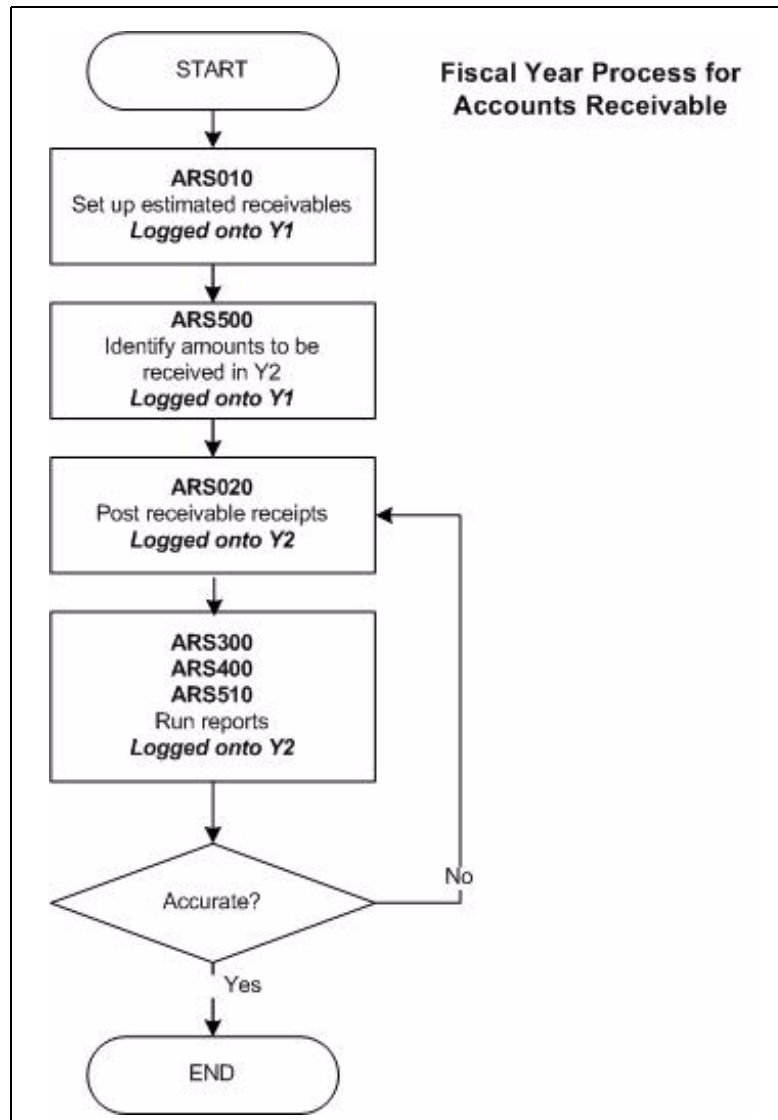 START
Fiscal Year Process for
Accounts Receivable
ARS010
Set up estimated receivables
Logged onto Y1
ARS500
Identify amounts to be
received in Y2
Logged onto Y1
ARS020
Post receivable receipts
Logged onto Y2
ARS300
ARS400
ARS510
Run reports
Logged onto Y2
Accurate?
No
Yes
END